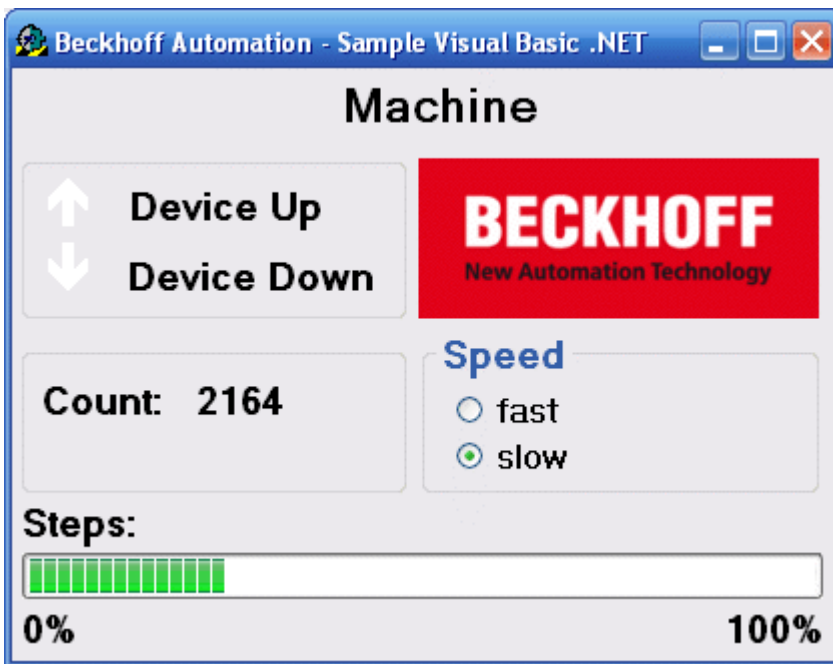 Beckhoff Automation - Sample Visual Basic .NET
Machine
Device Up
Device Down
BECKHOFF
New Automation Technology
Count: 2164
Speed
fast
slow
Steps:
0% 100%